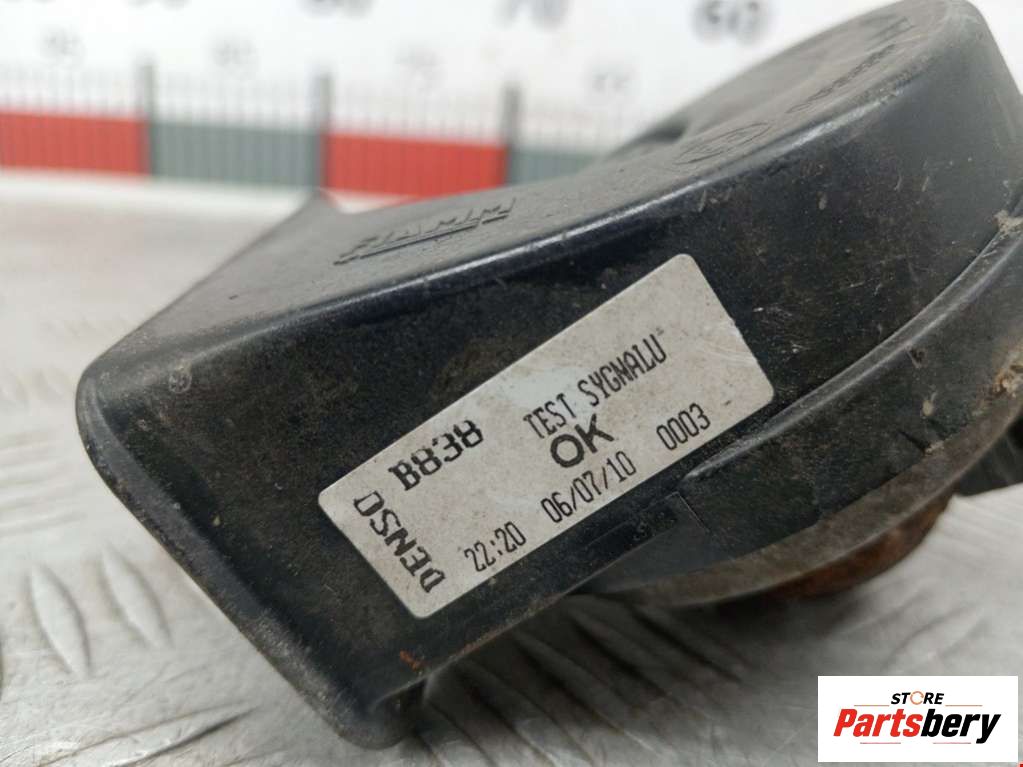 FIAMM
DENSO
B838
TEST SYGNALU
OK
22:20 06/07/10 0003
STORE
Partsbery